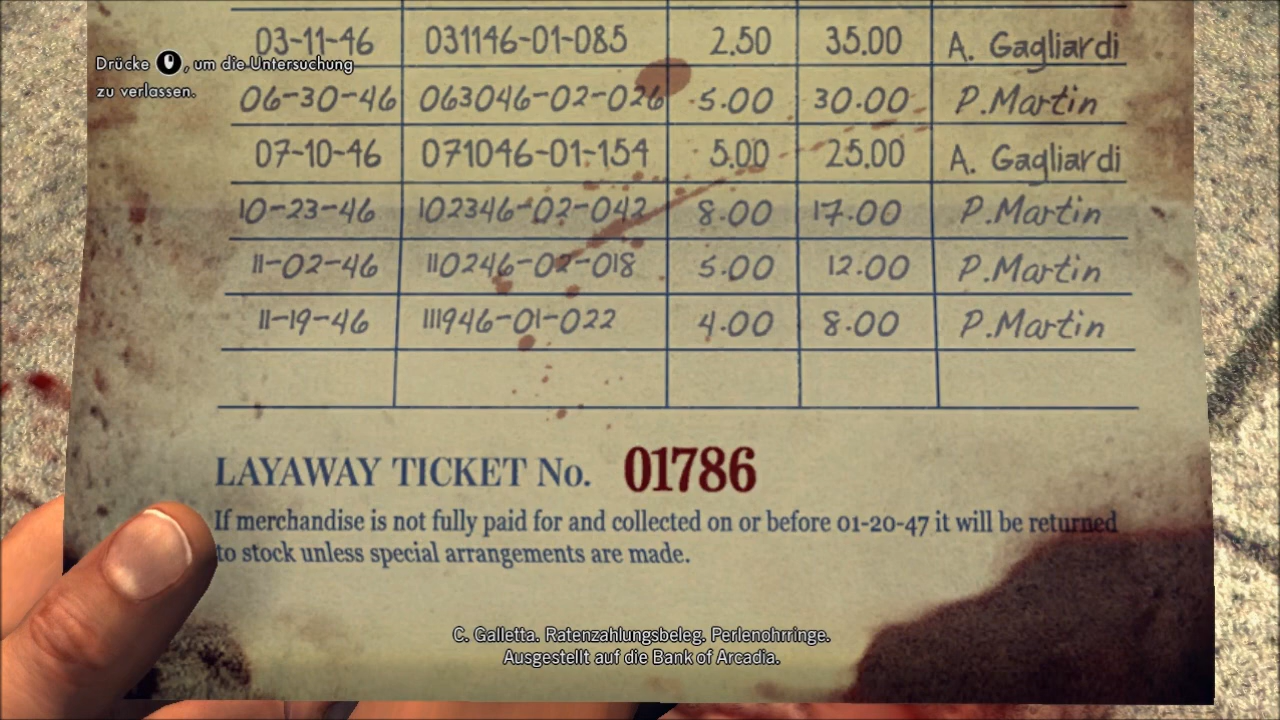 03-11-46 031146-01-085 2.50 35.00 A. Gagliardi
Drücke , um die Untersuchung
zu verlassen.
06-30-46 063046-02-026 5.00 30.00 P.Martin
07-10-46 071046-01-154 5.00 25.00 A. Gagliardi
10-23-46 102346-02-042 8.00 17.00 P.Martin
11-02-46 110246-02-018 5.00 12.00 P.Martin
11-19-46 111946-01-022 4.00 8.00 P.Martin
LAYAWAY TICKET No. 01786
If merchandise is not fully paid for and collected on or before 01-20-47 it will be returned
to stock unless special arrangements are made.
C. Galletta. Ratenzahlungsbeleg. Perlenohrringe.
Ausgestellt auf die Bank of Arcadia.